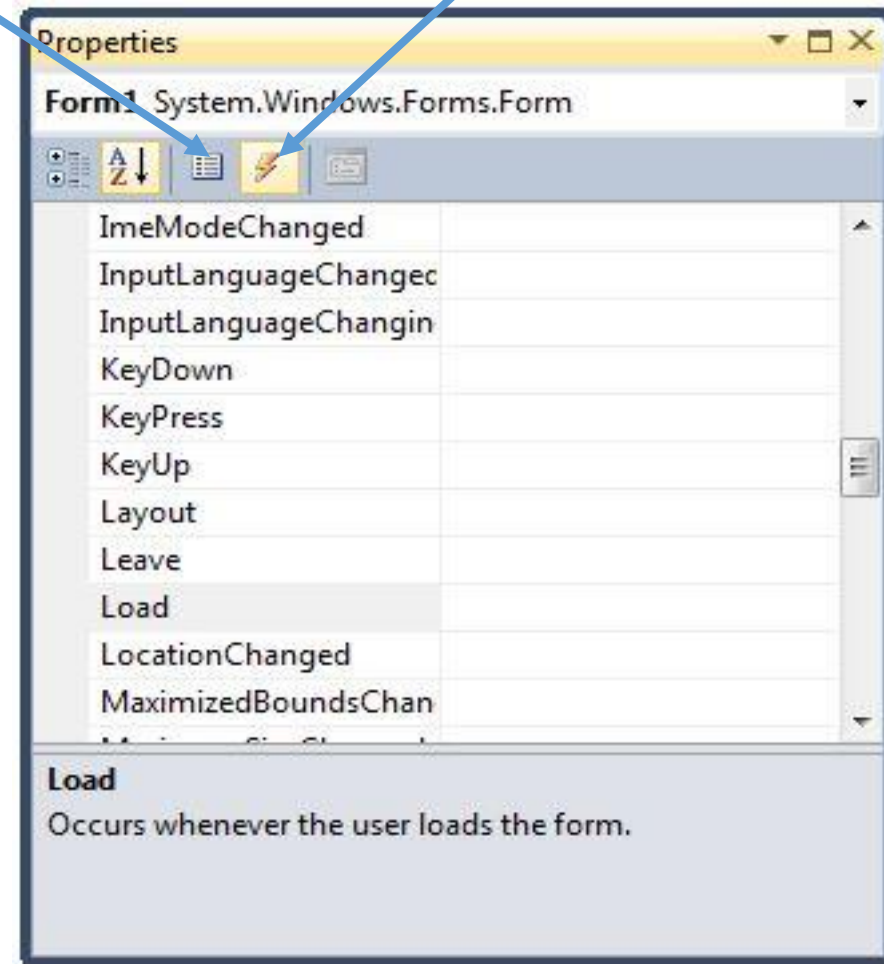 Properties
Form1 System.Windows.Forms.Form
A
Z
ImeModeChanged
InputLanguageChanged
InputLanguageChangin
KeyDown
KeyPress
KeyUp
Layout
Leave
Load
LocationChanged
MaximizedBoundsChan
Load
Occurs whenever the user loads the form.